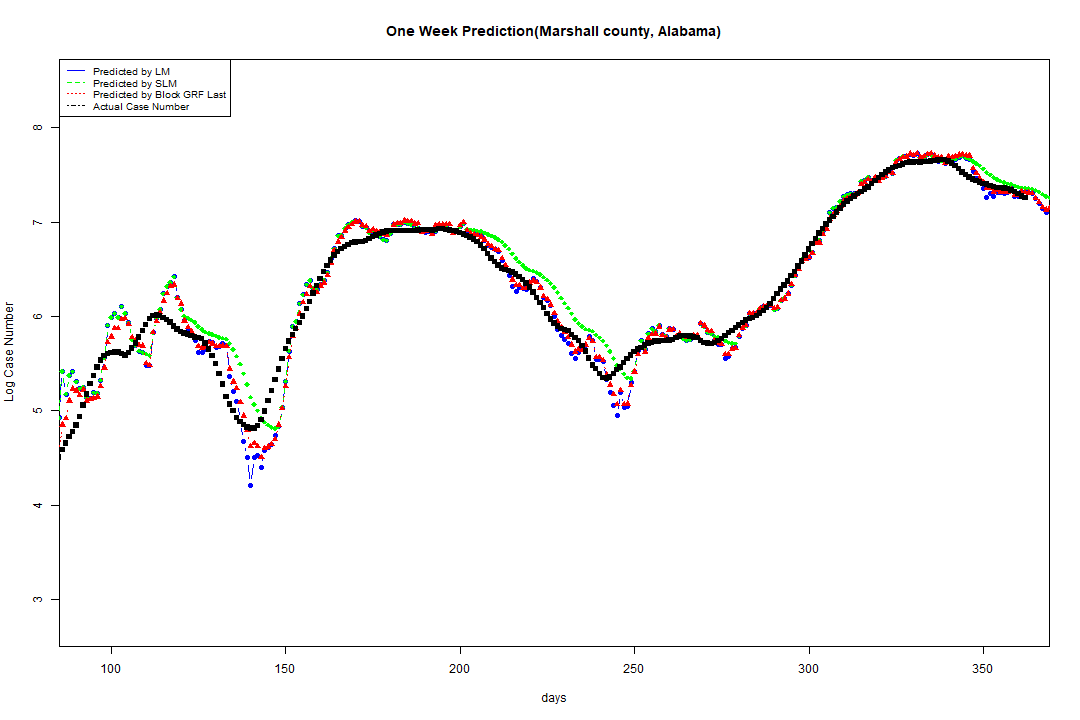 One Week Prediction(Marshall county, Alabama)
Predicted by LM
Predicted by SLM
Predicted by Block GRF Last
Actual Case Number
Log Case Number
8
7
6
5
4
3
100 150 200 250 300 350
days